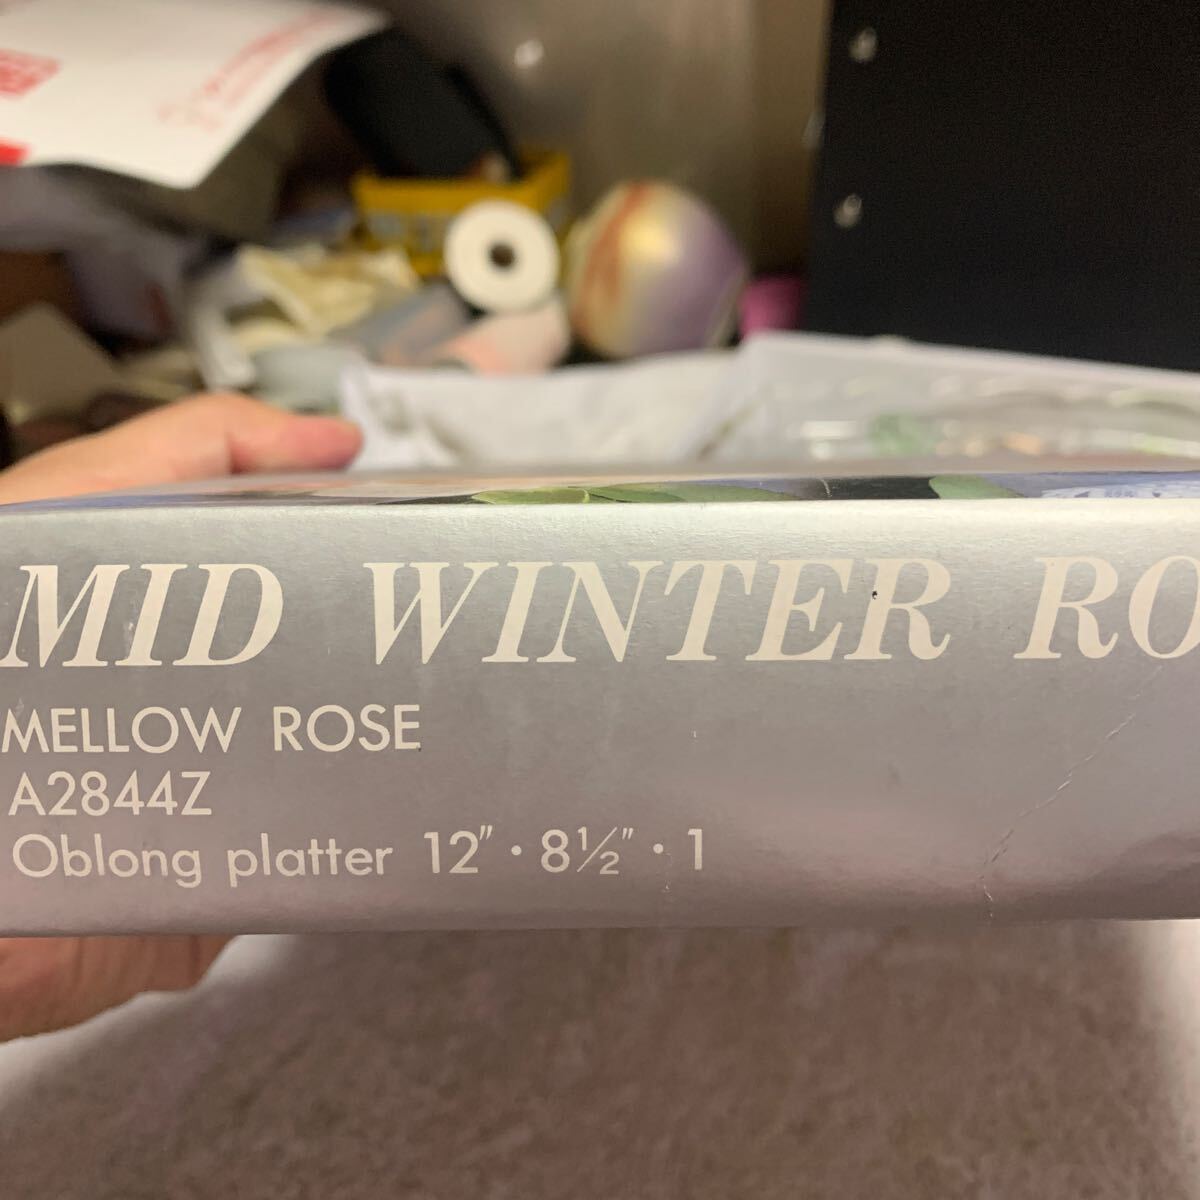 MID WINTER RO
MELLOW ROSE
A2844Z
Oblong platter 12"・8½"・1